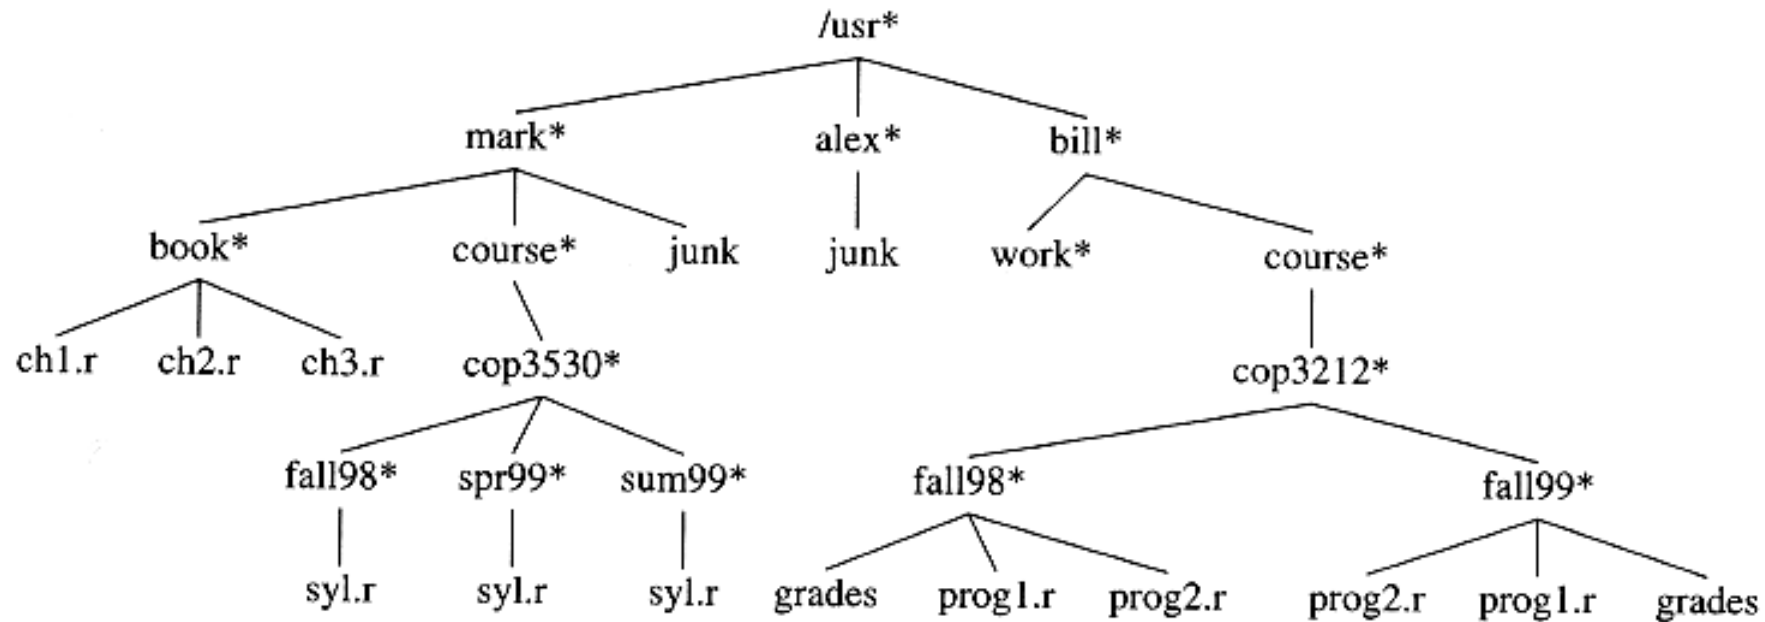 /usr*
mark* alex* bill*
book* course* junk junk work* course*
ch1.r ch2.r ch3.r cop3530* cop3212*
fall98* spr99* sum99* fall98* fall99*
syl.r syl.r syl.r grades prog1.r prog2.r prog2.r prog1.r grades